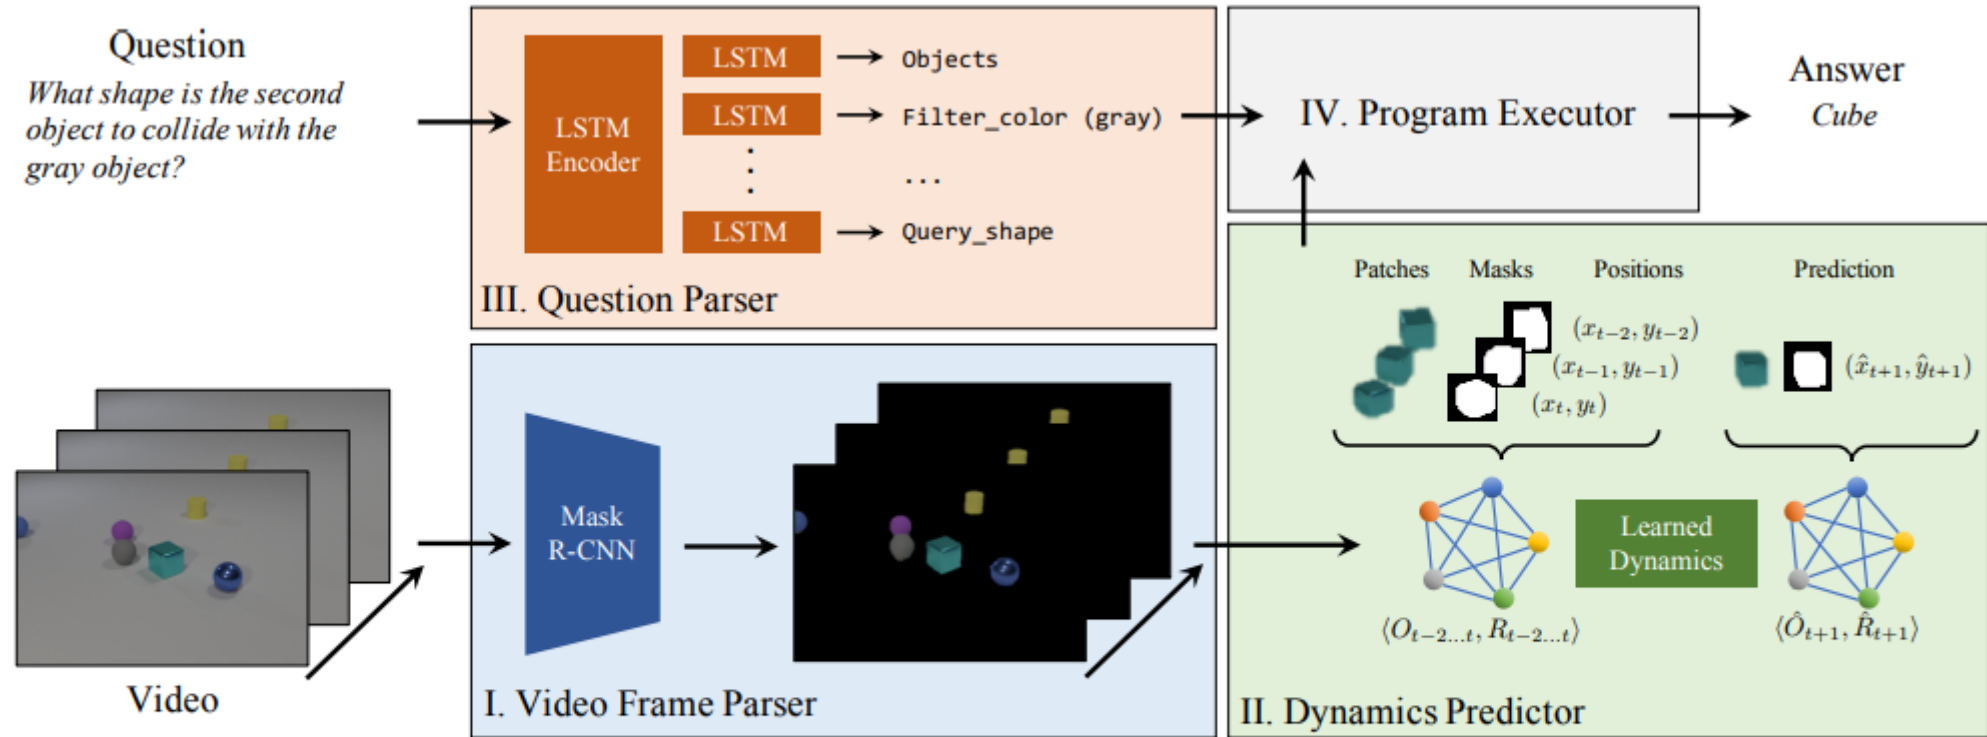 Question
What shape is the second
object to collide with the
gray object?
LSTM
Encoder
LSTM
Objects
LSTM
Filter_color (gray)
...
LSTM
Query_shape
III. Question Parser
IV. Program Executor
Answer
Cube
Video
Mask
R-CNN
I. Video Frame Parser
Patches Masks Positions Prediction
(x_{t-2}, y_{t-2})
(x_{t-1}, y_{t-1})
(x_t, y_t)
(x̂_{t+1}, ŷ_{t+1})
Learned
Dynamics
⟨O_{t-2...t}, R_{t-2...t}⟩
⟨Ô_{t+1}, R̂_{t+1}⟩
II. Dynamics Predictor